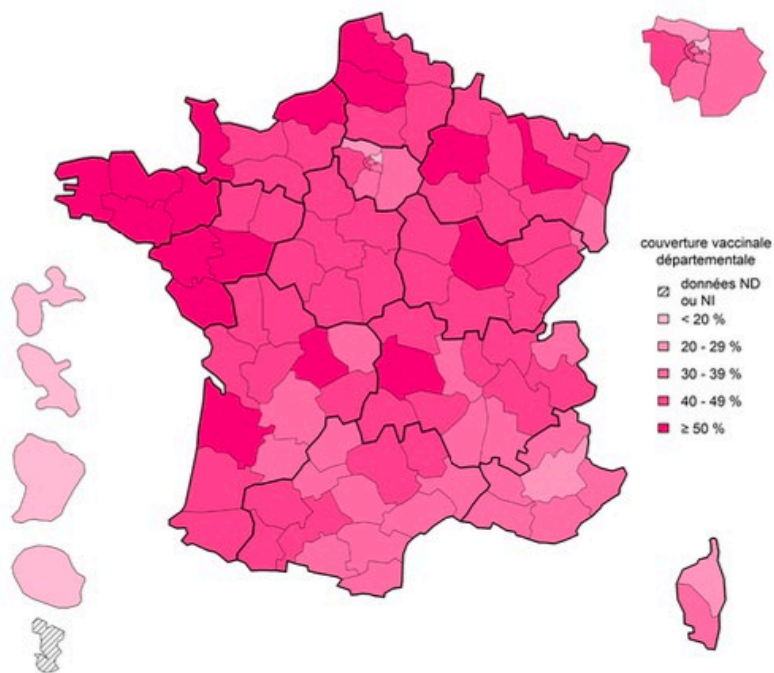 couverture vaccinale
départementale
données ND
ou NI
< 20 %
20 - 29 %
30 - 39 %
40 - 49 %
≥ 50 %